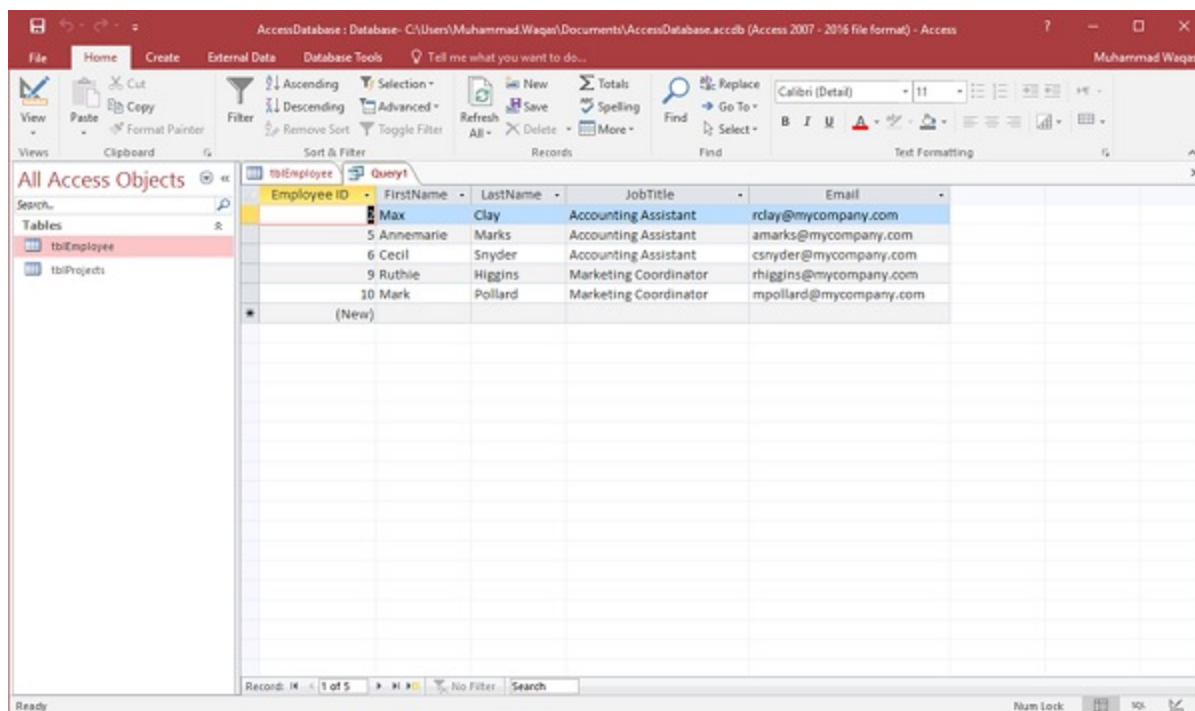 AccessDatabase : Database- C:\Users\Muhammad.Waqas\Documents\AccessDatabase.accdb (Access 2007 - 2016 file format) - Access ?
File Home Create External Data Database Tools Tell me what you want to do... Muhammad Waqas
View Paste Cut Copy Format Painter
Filter Ascending Descending Remove Sort Selection Advanced Toggle Filter
Refresh All New Save Delete Totals Spelling More
Find Replace Go To Select
Calibri (Detail) 11
B I U A
Views Clipboard Sort & Filter Records Find Text Formatting
All Access Objects
Search...
Tables
tblEmployee
tblProjects
tblEmployee Query1
Employee ID FirstName LastName JobTitle Email
2 Max Clay Accounting Assistant rclay@mycompany.com
5 Annemarie Marks Accounting Assistant amarks@mycompany.com
6 Cecil Snyder Accounting Assistant csnyder@mycompany.com
9 Ruthie Higgins Marketing Coordinator rhiggins@mycompany.com
10 Mark Pollard Marketing Coordinator mpollard@mycompany.com
(New)
Record: 1 of 5 No Filter Search
Ready Num Lock SQL